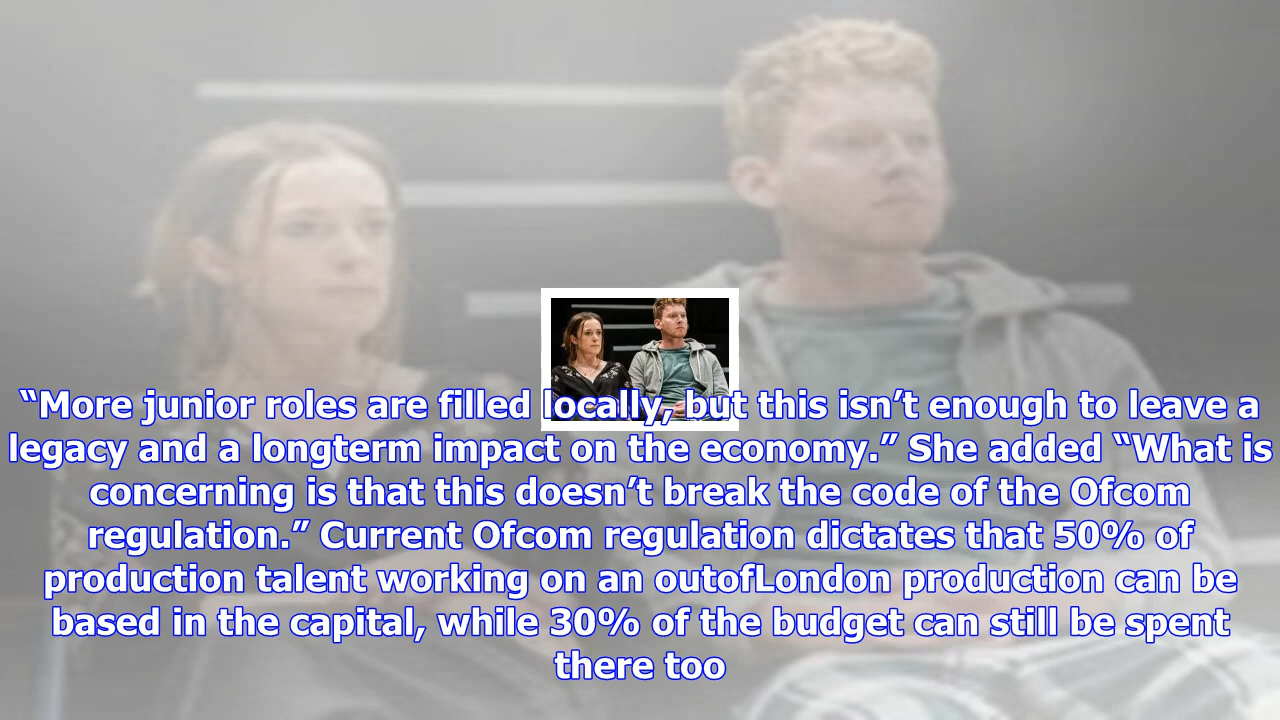 “More junior roles are filled locally, but this isn’t enough to leave a
legacy and a longterm impact on the economy.” She added “What is
concerning is that this doesn’t break the code of the Ofcom
regulation.” Current Ofcom regulation dictates that 50% of
production talent working on an outofLondon production can be
based in the capital, while 30% of the budget can still be spent
there too